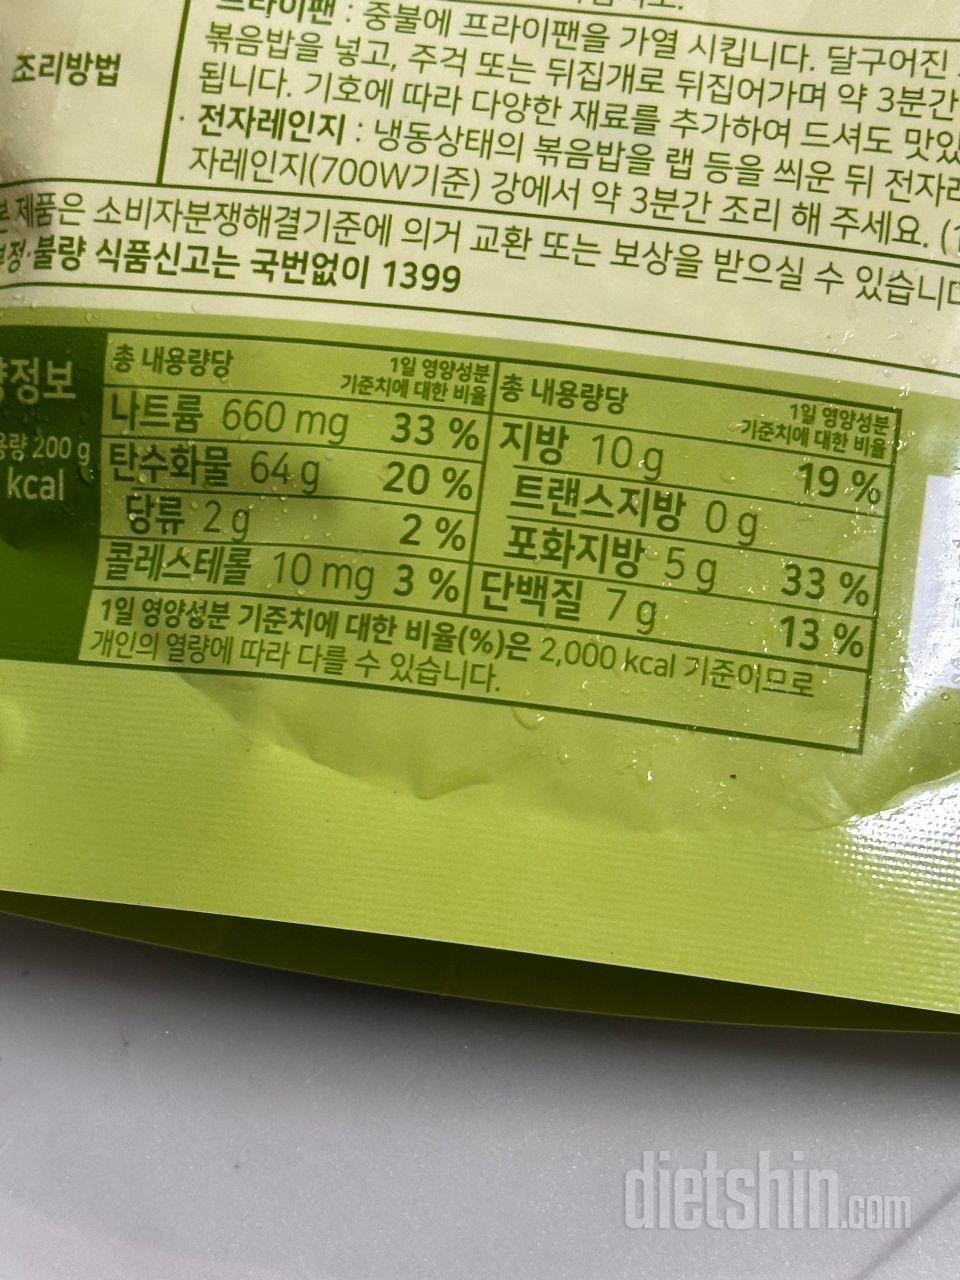 프라이팬 : 중불에 프라이팬을 가열 시킵니다. 달구어진
조리방법
볶음밥을 넣고, 주걱 또는 뒤집개로 뒤집어가며 약 3분간
됩니다. 기호에 따라 다양한 재료를 추가하여 드셔도 맛있
· 전자레인지 : 냉동상태의 볶음밥을 랩 등을 씌운 뒤 전자레
자레인지(700W기준) 강에서 약 3분간 조리 해 주세요. (1
본 제품은 소비자분쟁해결기준에 의거 교환 또는 보상을 받으실 수 있습니다
부정·불량 식품신고는 국번없이 1399
양정보
용량 200 g
kcal
총 내용량당 1일 영양성분 기준치에 대한 비율
나트륨 660 mg 33 %
탄수화물 64 g 20 %
당류 2 g 2 %
콜레스테롤 10 mg 3 %
총 내용량당 1일 영양성분 기준치에 대한 비율
지방 10 g 19 %
트랜스지방 0 g
포화지방 5 g 33 %
단백질 7 g 13 %
1일 영양성분 기준치에 대한 비율(%)은 2,000 kcal 기준이므로
개인의 열량에 따라 다를 수 있습니다.
dietshin.com